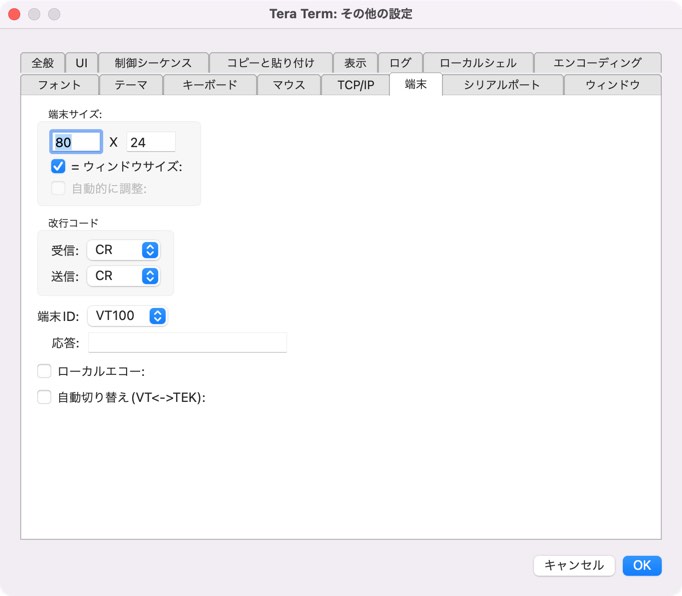 Tera Term: その他の設定
全般 UI 制御シーケンス コピーと貼り付け 表示 ログ ローカルシェル エンコーディング
フォント テーマ キーボード マウス TCP/IP 端末 シリアルポート ウィンドウ
端末サイズ:
80 X 24
= ウィンドウサイズ:
自動的に調整:
改行コード
受信: CR
送信: CR
端末ID: VT100
応答:
ローカルエコー:
自動切り替え(VT<->TEK):
キャンセル OK